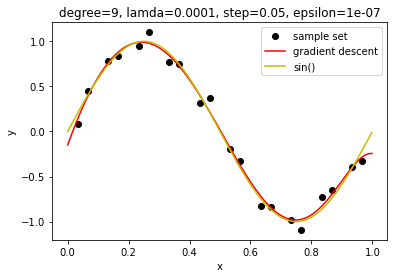 degree=9, lamda=0.0001, step=0.05, epsilon=1e-07
sample set
gradient descent
sin()
1.0
0.5
0.0
-0.5
-1.0
y
0.0 0.2 0.4 0.6 0.8 1.0
x